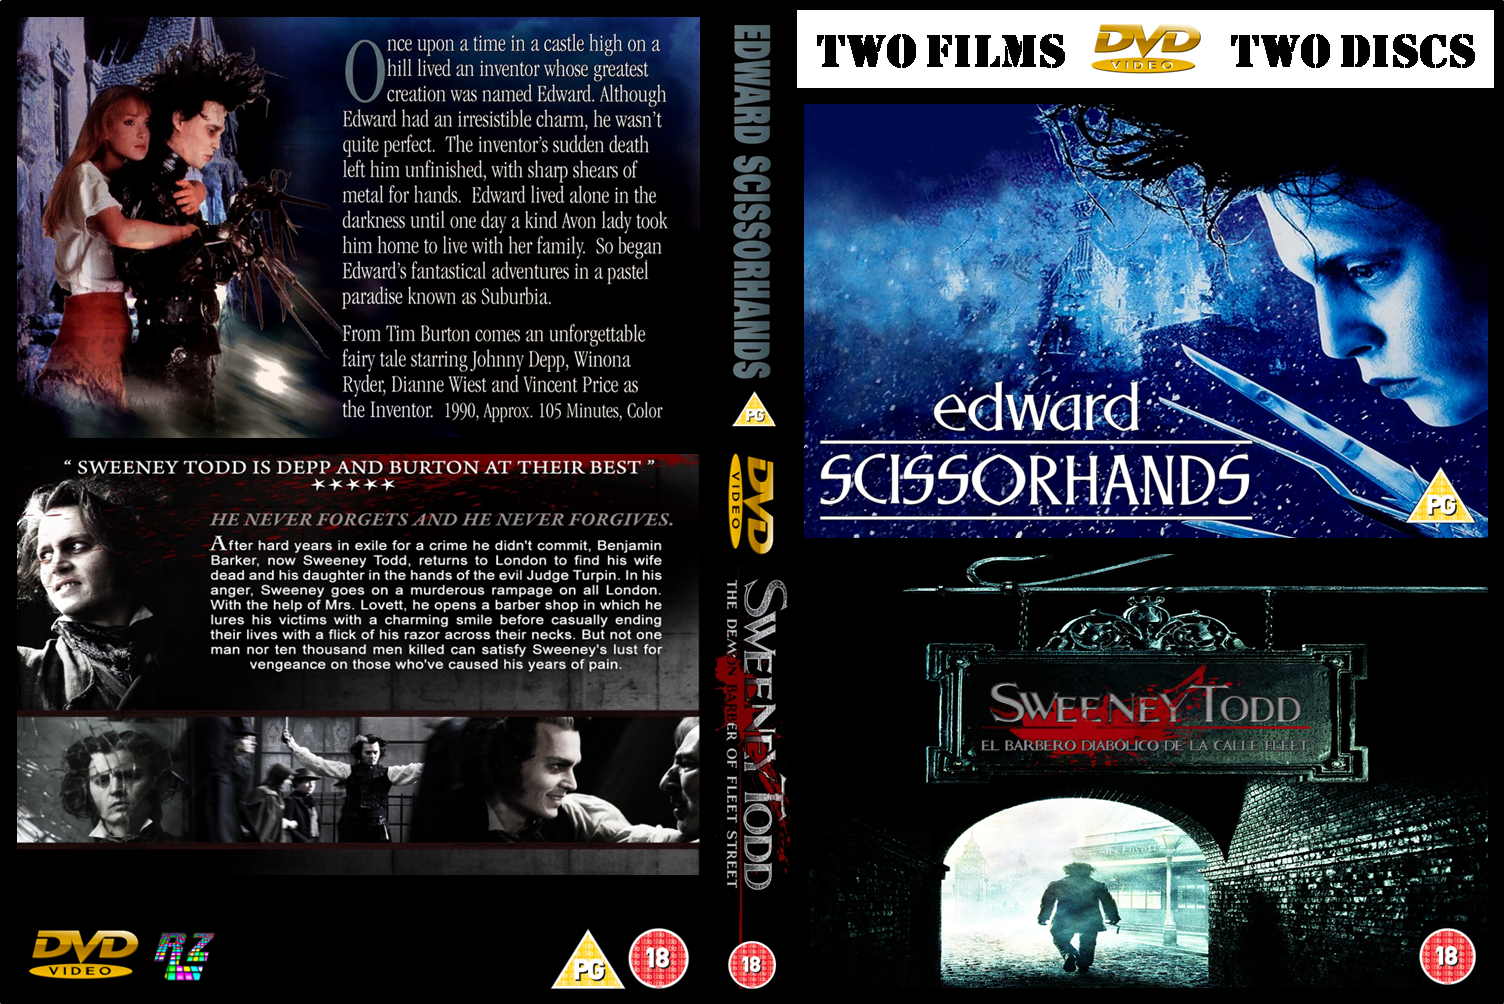 Once upon a time in a castle high on a
hill lived an inventor whose greatest
creation was named Edward. Although
Edward had an irresistible charm, he wasn't
quite perfect. The inventor's sudden death
left him unfinished, with sharp shears of
metal for hands. Edward lived alone in the
darkness until one day a kind Avon lady took
him home to live with her family. So began
Edward's fantastical adventures in a pastel
paradise known as Suburbia.
From Tim Burton comes an unforgettable
fairy tale starring Johnny Depp, Winona
Ryder, Dianne Wiest and Vincent Price as
the Inventor. 1990, Approx. 105 Minutes, Color
“ SWEENEY TODD IS DEPP AND BURTON AT THEIR BEST ”
★★★★★
HE NEVER FORGETS AND HE NEVER FORGIVES.
After hard years in exile for a crime he didn't commit, Benjamin
Barker, now Sweeney Todd, returns to London to find his wife
dead and his daughter in the hands of the evil Judge Turpin. In his
anger, Sweeney goes on a murderous rampage on all London.
With the help of Mrs. Lovett, he opens a barber shop in which he
lures his victims with a charming smile before casually ending
their lives with a flick of his razor across their necks. But not one
man nor ten thousand men killed can satisfy Sweeney's lust for
vengeance on those who've caused his years of pain.
DVD
VIDEO
PG
18
EDWARD SCISSORHANDS
PG
DVD
VIDEO
SWEENEY TODD
THE DEMON BARBER OF FLEET STREET
18
TWO FILMS DVD VIDEO TWO DISCS
edward
SCISSORHANDS
PG
SWEENEY TODD
EL BARBERO DIABÓLICO DE LA CALLE FLEET
18